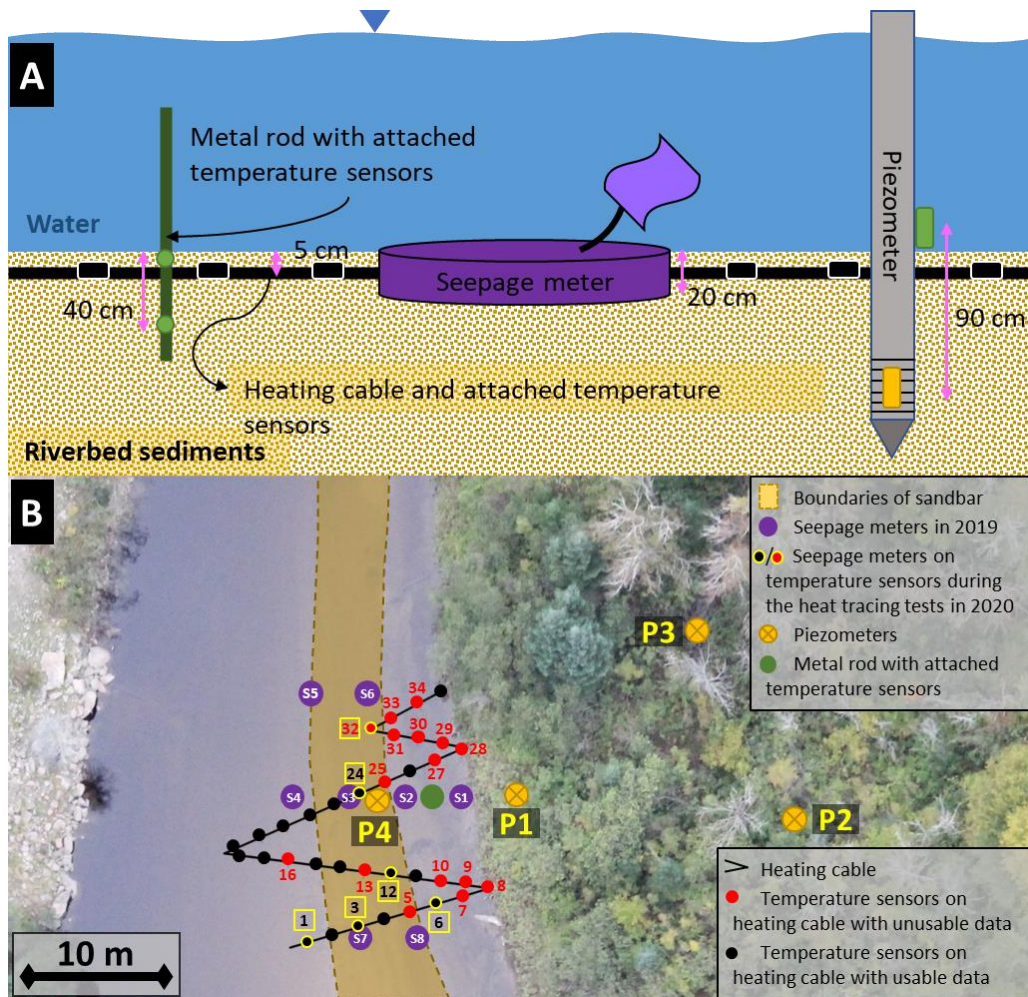 A
Metal rod with attached
temperature sensors
Water
5 cm
40 cm
Seepage meter
20 cm
Piezometer
90 cm
Heating cable and attached temperature
sensors
Riverbed sediments
B
Boundaries of sandbar
Seepage meters in 2019
Seepage meters on
temperature sensors during
the heat tracing tests in 2020
Piezometers
Metal rod with attached
temperature sensors
P3
S5 S6 33 34
32 31 30 29 28
24 25 27
S4 S3 S2 S1
P4 P1 P2
16 13 12 10 9 8
1 3 5 6 7
S7 S8
10 m
Heating cable
Temperature sensors on
heating cable with unusable data
Temperature sensors on
heating cable with usable data